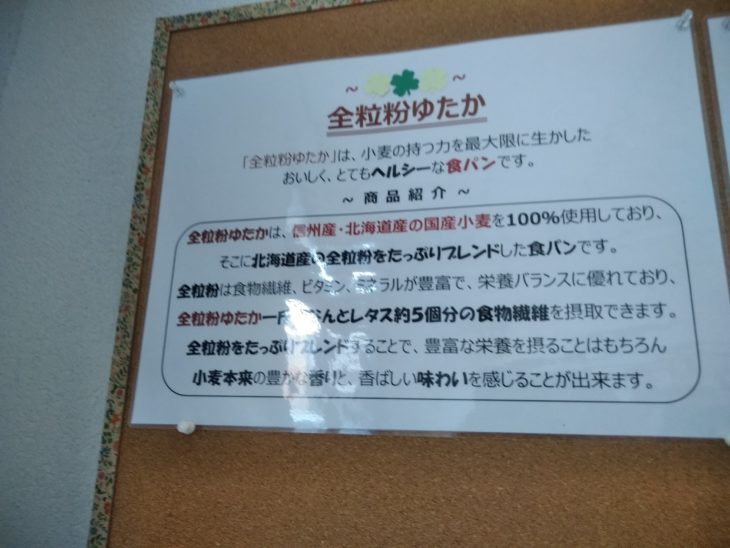 全粒粉ゆたか
「全粒粉ゆたか」は、小麦の持つ力を最大限に生かした
おいしく、とてもヘルシーな食パンです。
~ 商品紹介 ~
全粒粉ゆたかは、信州産・北海道産の国産小麦を100%使用しており、
そこに北海道産の全粒粉をたっぷりブレンドした食パンです。
全粒粉は食物繊維、ビタミン、ミネラルが豊富で、栄養バランスに優れており、
全粒粉ゆたか一斤なんとレタス約5個分の食物繊維を摂取できます。
全粒粉をたっぷりブレンドすることで、豊富な栄養を摂ることはもちろん
小麦本来の豊かな香りと、香ばしい味わいを感じることが出来ます。